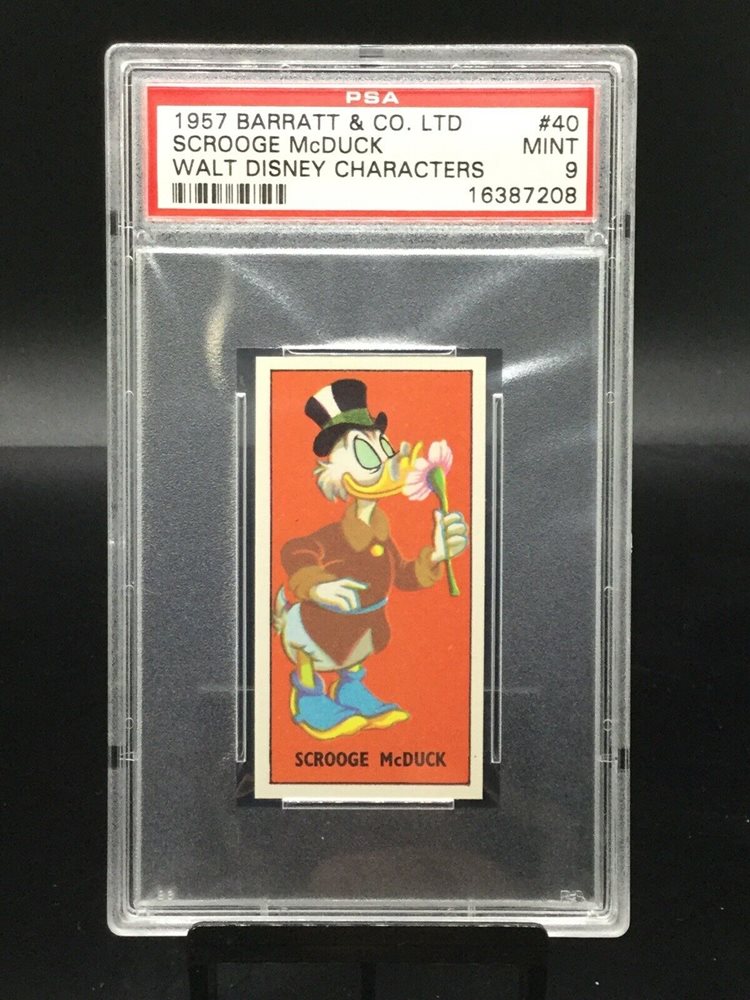 PSA
1957 BARRATT & CO. LTD #40
SCROOGE McDUCK MINT
WALT DISNEY CHARACTERS 9
16387208
SCROOGE McDUCK